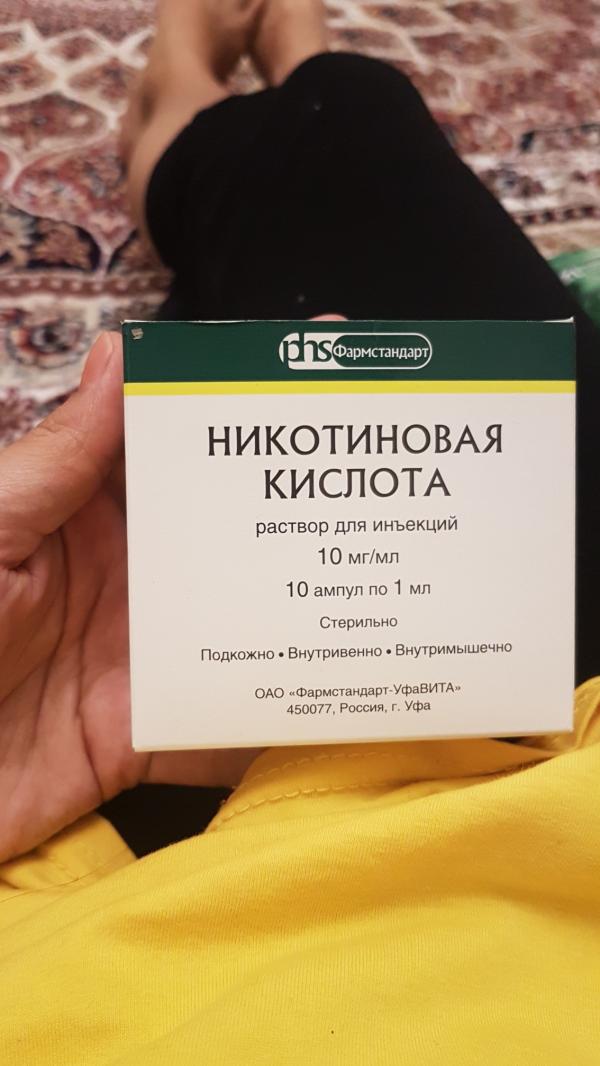 phs Фармстандарт
НИКОТИНОВАЯ
КИСЛОТА
раствор для инъекций
10 мг/мл
10 ампул по 1 мл
Стерильно
Подкожно • Внутривенно • Внутримышечно
ОАО «Фармстандарт-УфаВИТА»
450077, Россия, г. Уфа